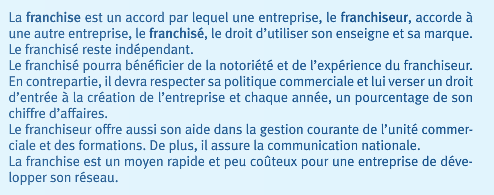 La franchise est un accord par lequel une entreprise, le franchiseur, accorde à
une autre entreprise, le franchisé, le droit d'utiliser son enseigne et sa marque.
Le franchisé reste indépendant.
Le franchisé pourra bénéficier de la notoriété et de l'expérience du franchiseur.
En contrepartie, il devra respecter sa politique commerciale et lui verser un droit
d'entrée à la création de l'entreprise et chaque année, un pourcentage de son
chiffre d'affaires.
Le franchiseur offre aussi son aide dans la gestion courante de l'unité commer-
ciale et des formations. De plus, il assure la communication nationale.
La franchise est un moyen rapide et peu coûteux pour une entreprise de déve-
lopper son réseau.